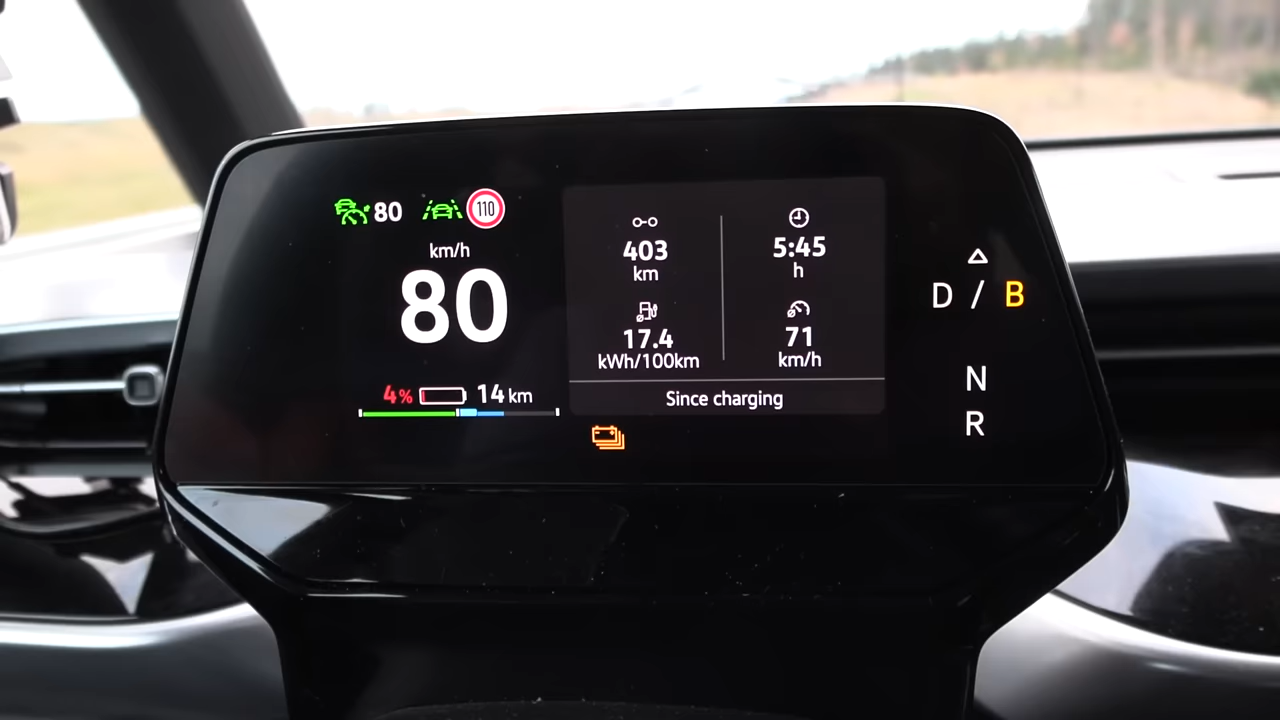 80
110
km/h
80
4% 14 km
403
km
5:45
h
17.4
kWh/100km
71
km/h
Since charging
D / B
N
R